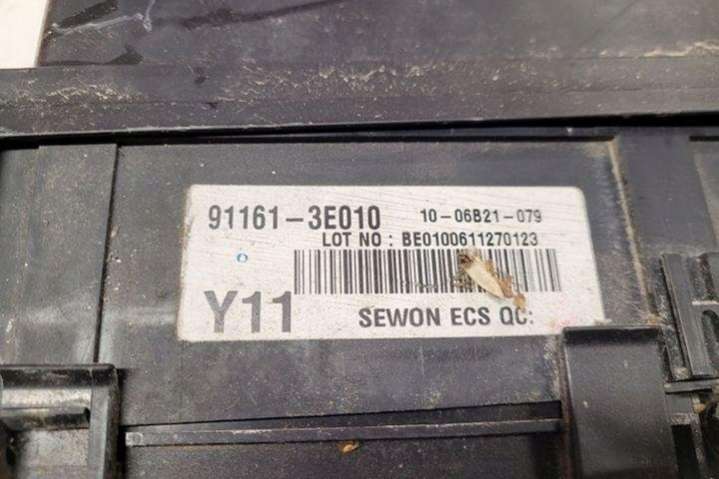 91161-3E010 10-06B21-079
LOT NO : BE0100611270123
Y11 SEWON ECS QC: